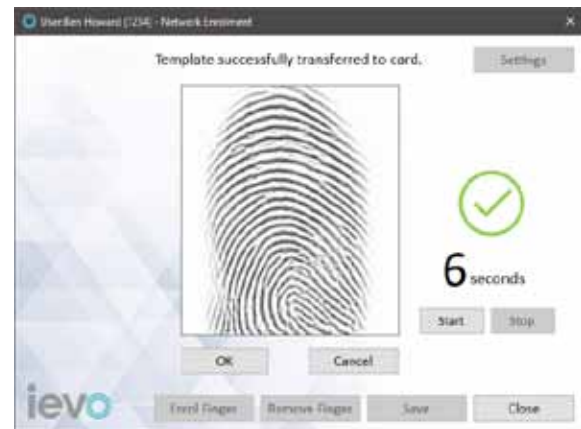 User: Ben Howard (1234) - Network Enrolment
Template successfully transferred to card.
Settings
6 seconds
Start
Stop
OK
Cancel
ievo
Enrol Finger
Remove Finger
Save
Close